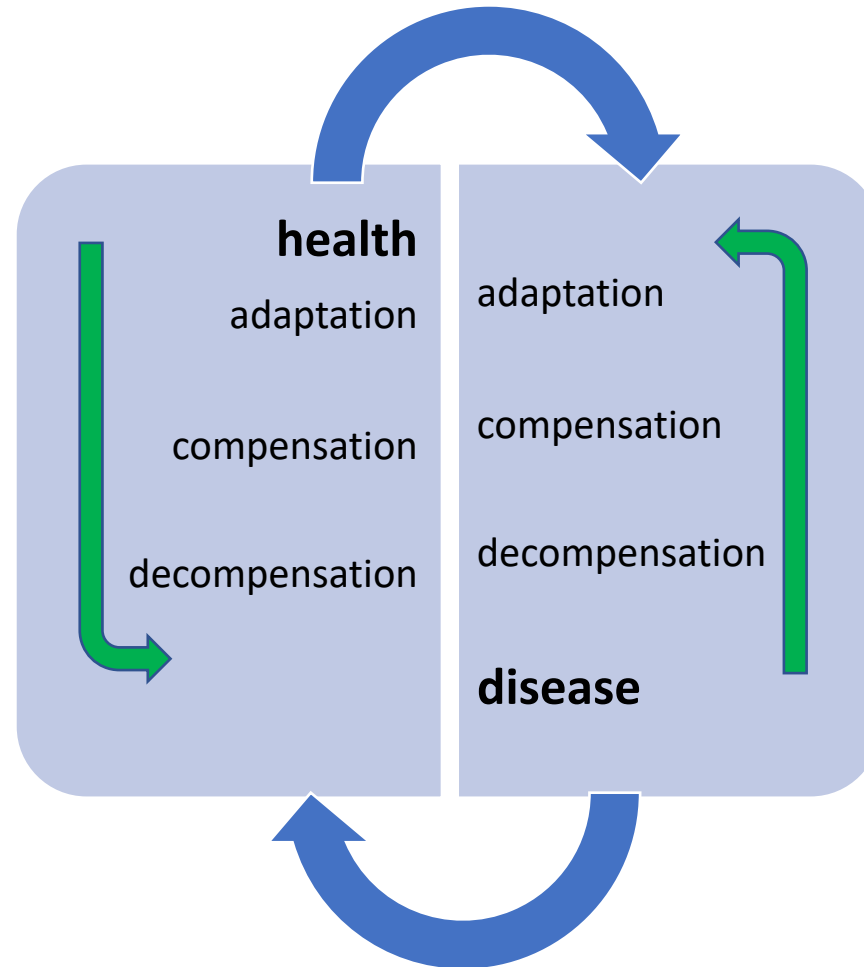 health
adaptation
compensation
decompensation
adaptation
compensation
decompensation
disease